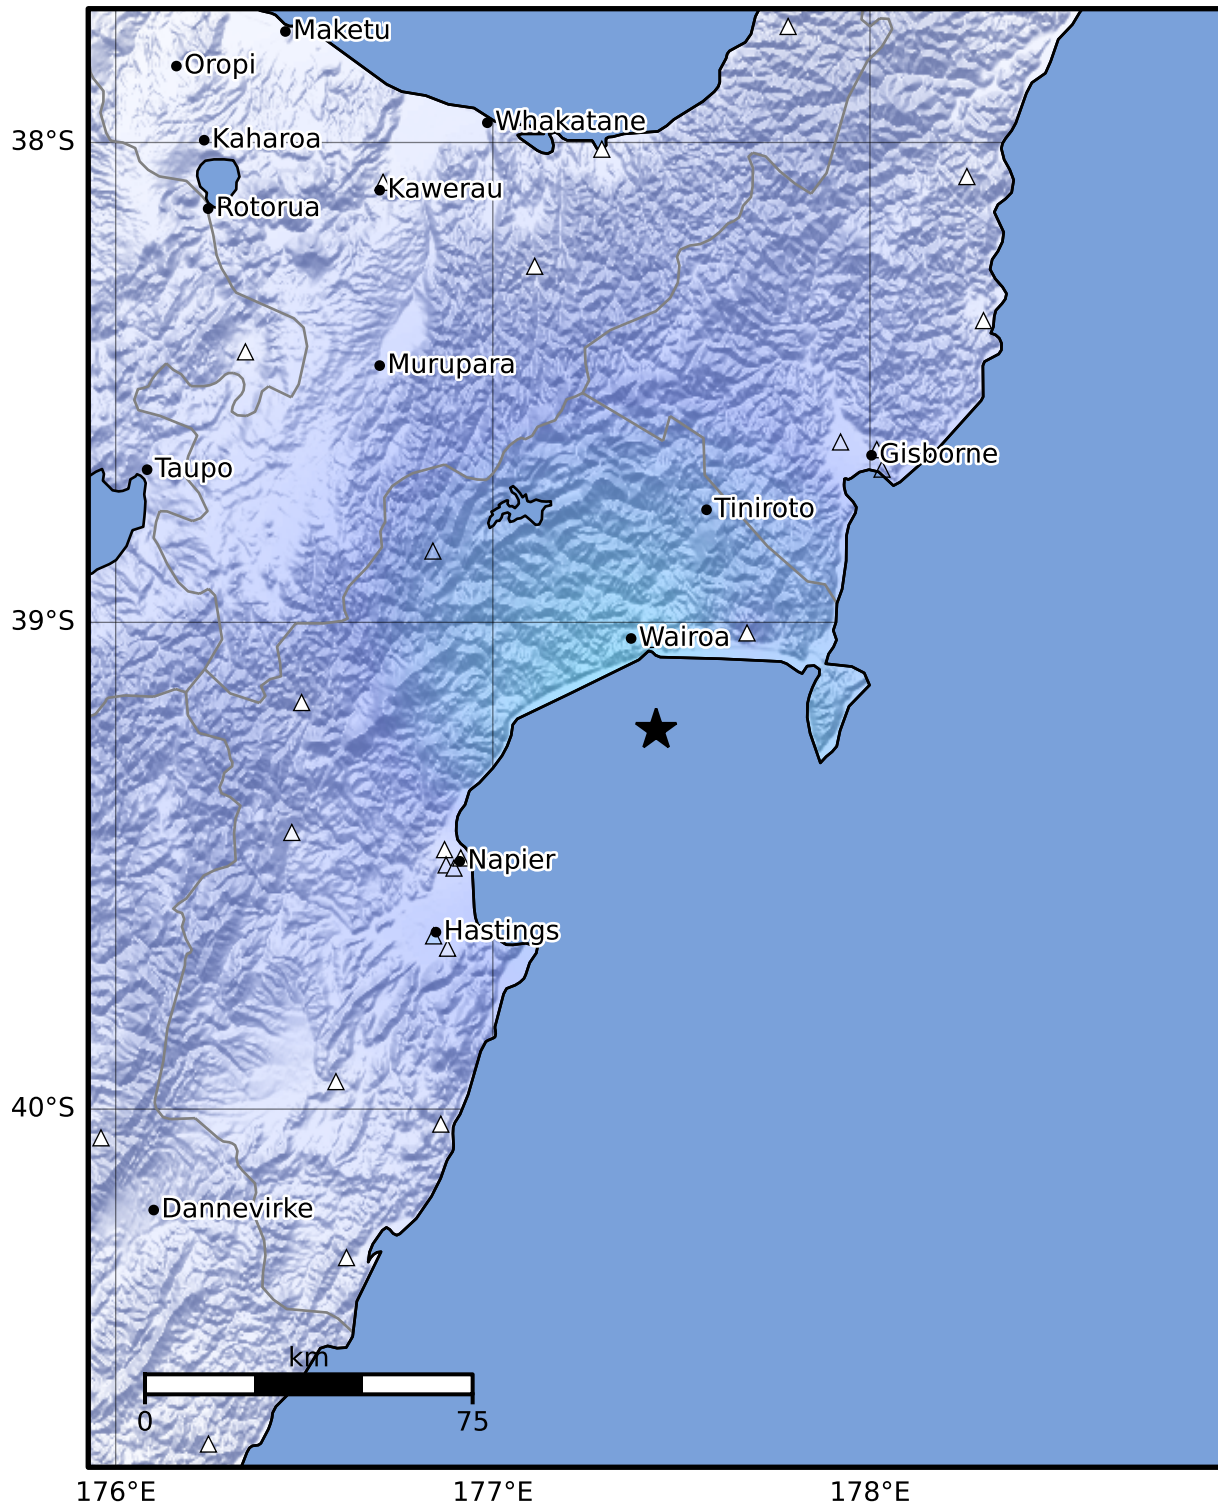 Maketu
Oropi
Whakatane
38°S
Kaharoa
Kawerau
Rotorua
Murupara
Gisborne
Taupo
Tiniroto
39°S
Wairoa
Napier
Hastings
40°S
Dannevirke
km
0
75
176°E
177°E
178°E